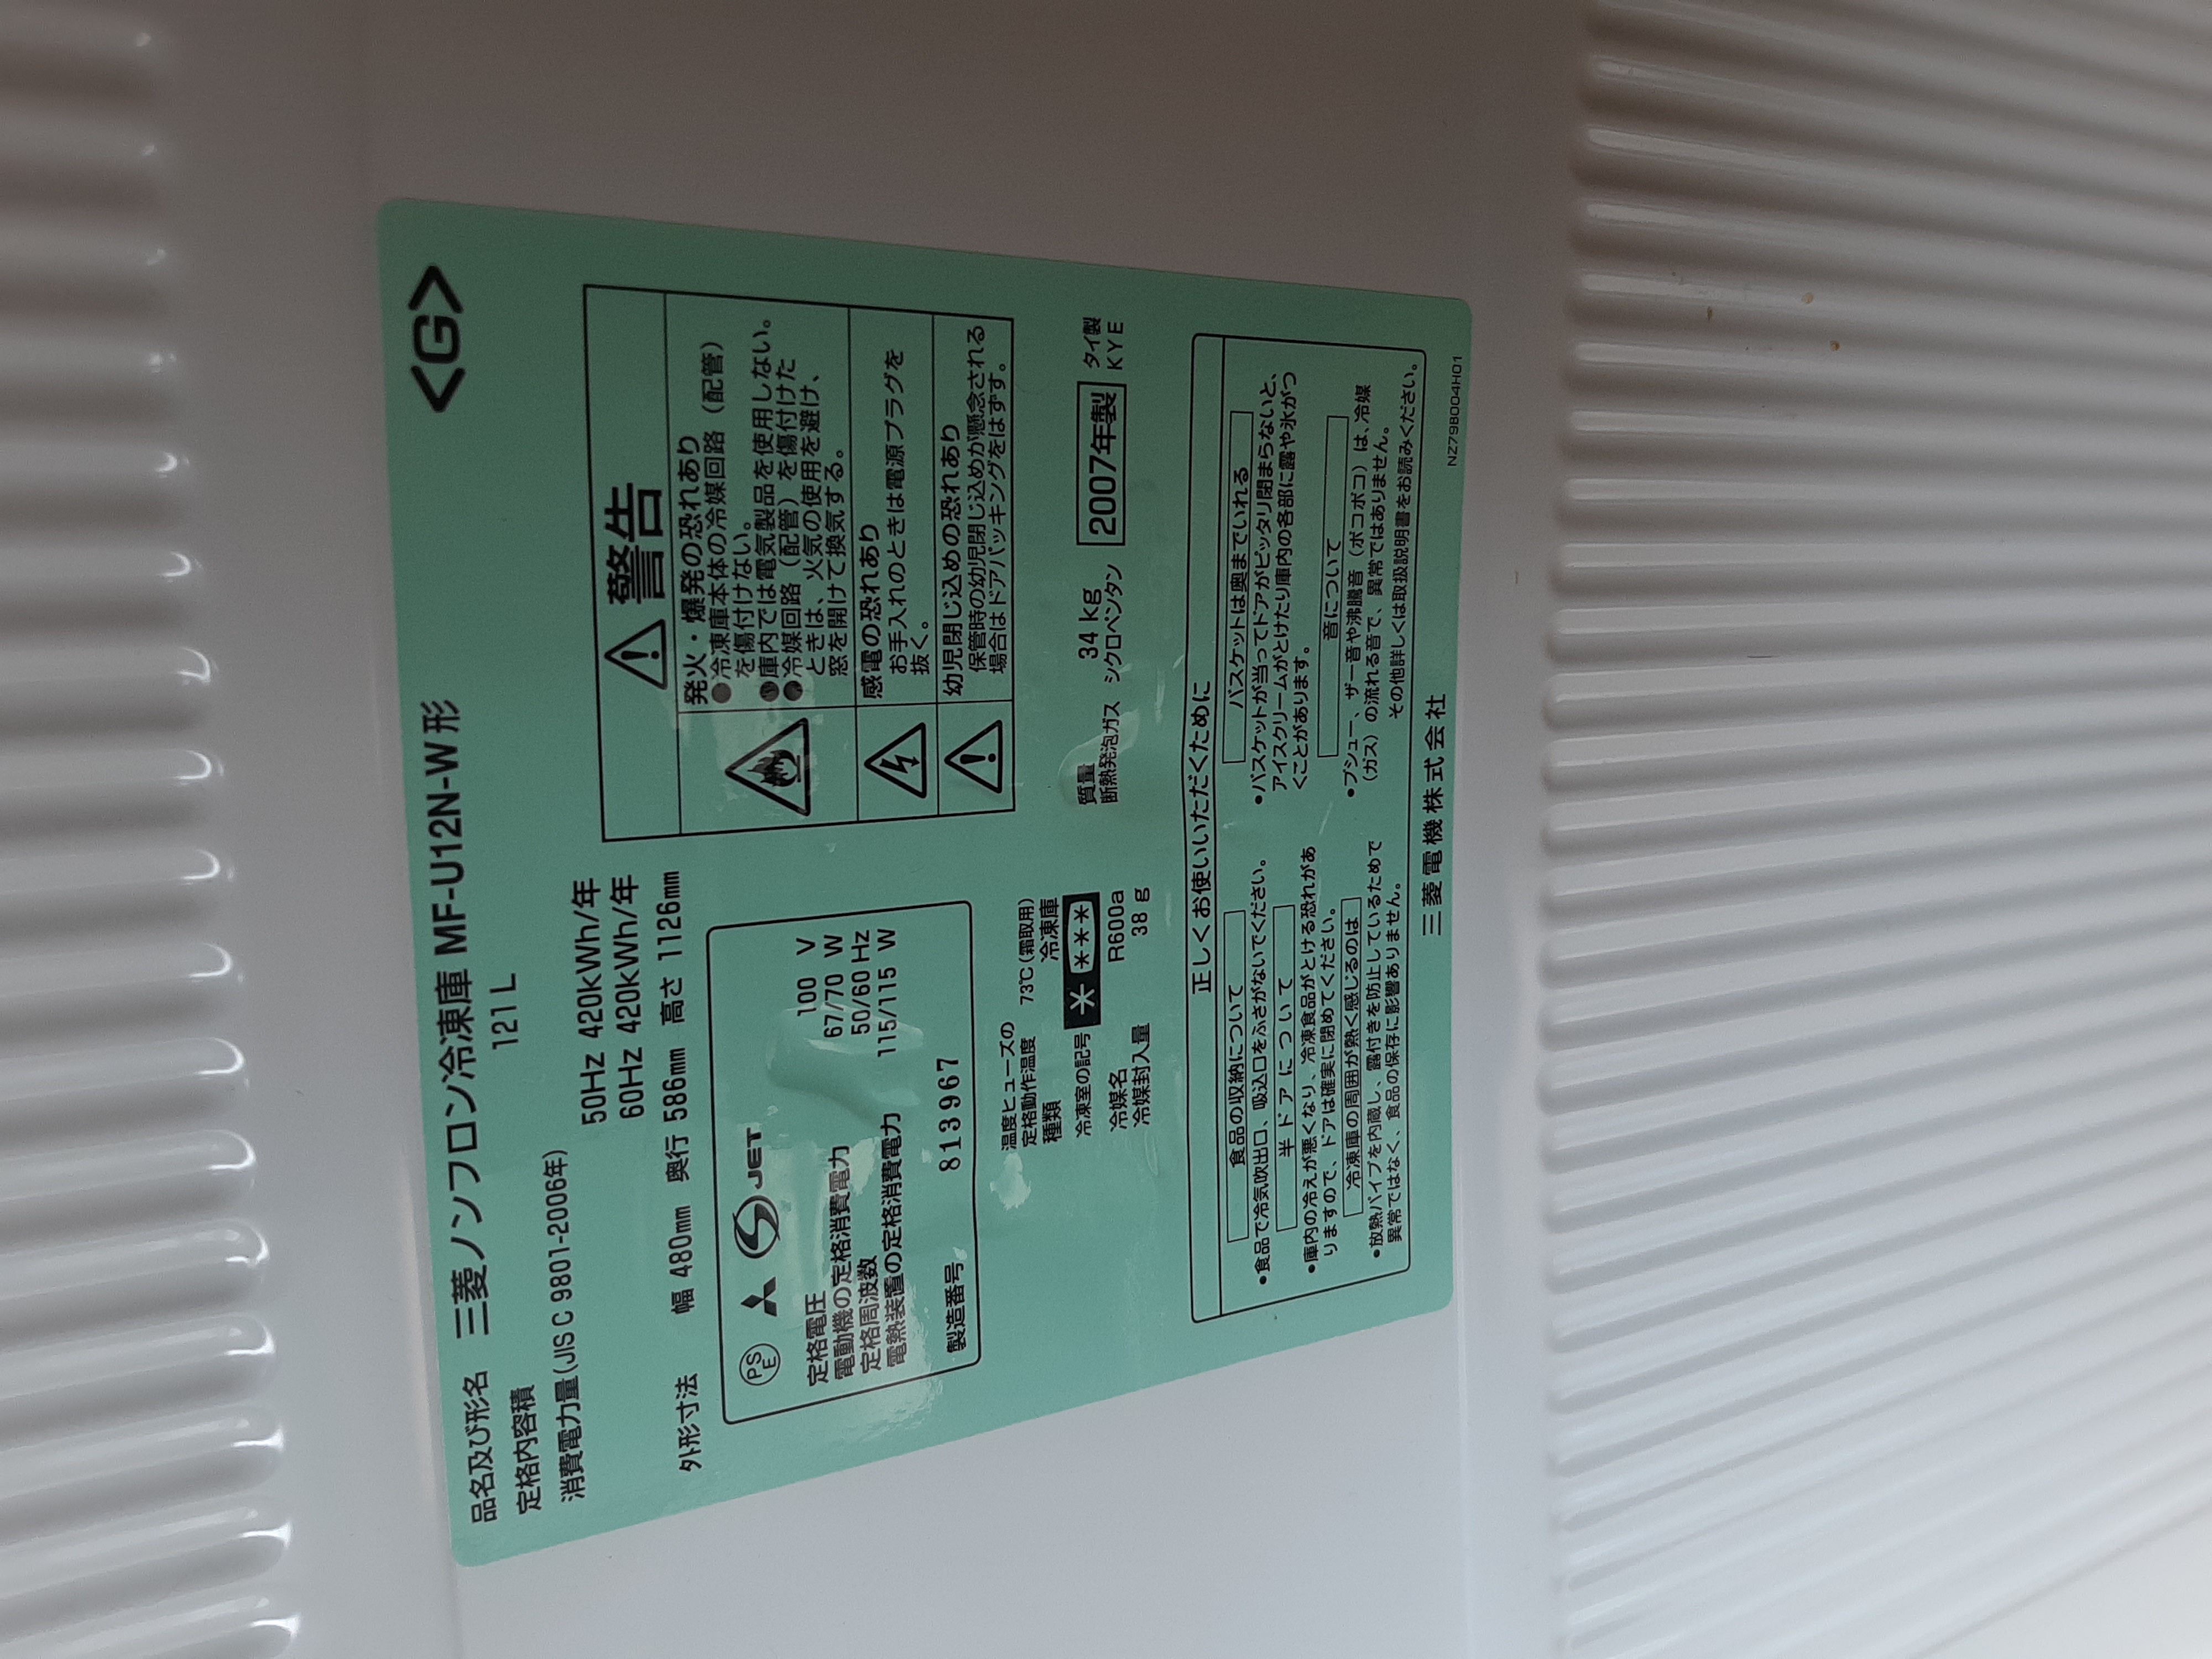 <G>
品名及び形名 三菱ノンフロン冷凍庫 MF-U12N-W形
定格内容積 121 L
消費電力量(JIS C 9801-2006年)
50Hz 420kWh/年
60Hz 420kWh/年
外形寸法 幅 480mm 奥行 586mm 高さ 1126mm
PS
E
JET
定格電圧 100 V
電動機の定格消費電力 67/70 W
定格周波数 50/60 Hz
電熱装置の定格消費電力 115/115 W
製造番号 813967
警告
発火・爆発の恐れあり
●冷凍庫本体の冷媒回路（配管）
を傷付けない。
●庫内では電気製品を使用しない。
●冷媒回路（配管）を傷付けた
ときは、火気の使用を避け、
窓を開けて換気する。
感電の恐れあり
お手入れのときは電源プラグを
抜く。
幼児閉じ込めの恐れあり
保管時の幼児閉じ込めが懸念される
場合はドアパッキングをはずす。
温度ヒューズの
定格動作温度 73℃(霜取用)
種類 冷凍庫
冷凍室の記号 * ***
冷媒名 R600a
冷媒封入量 38 g
質量 34 kg
断熱発泡ガス シクロペンタン
2007年製
タイ製
KYE
正しくお使いいただくために
食品の収納について
•食品で冷気吹出口、吸込口をふさがないでください。
半ドアについて
•庫内の冷えが悪くなり、冷凍食品がとける恐れがあ
りますので、ドアは確実に閉めてください。
冷凍庫の周囲が熱く感じるのは
•放熱パイプを内蔵し、露付きを防止しているためで
異常ではなく、食品の保存に影響ありません。
バスケットは奥までいれる
•バスケットが当ってドアがピッタリ閉まらないと、
アイスクリームがとけたり庫内の各部に露や氷がつ
くことがあります。
音について
•プシュー、ザー音や沸騰音（ボコボコ）は、冷媒
（ガス）の流れる音で、異常ではありません。
その他詳しくは取扱説明書をお読みください。
三菱電機株式会社
NZ79B004H01